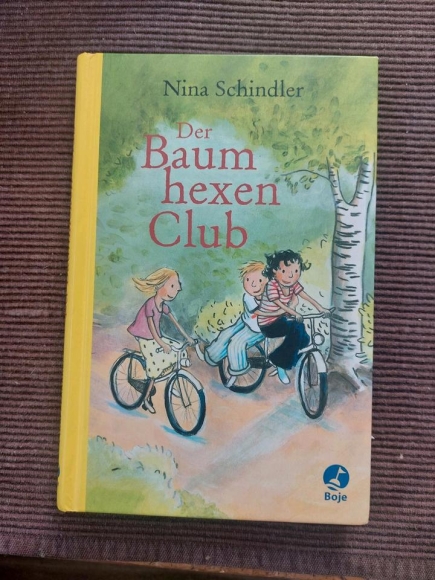 Nina Schindler
Der
Baum
hexen
Club
Boje